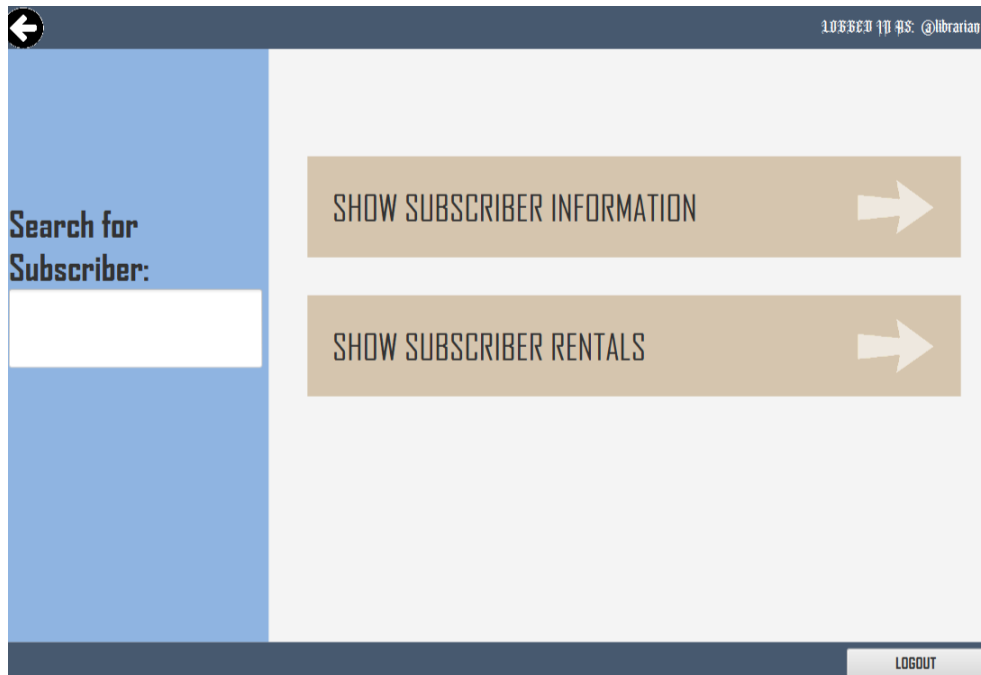 LOGGED IN AS: @librarian
Search for
Subscriber:
SHOW SUBSCRIBER INFORMATION
SHOW SUBSCRIBER RENTALS
LOGOUT